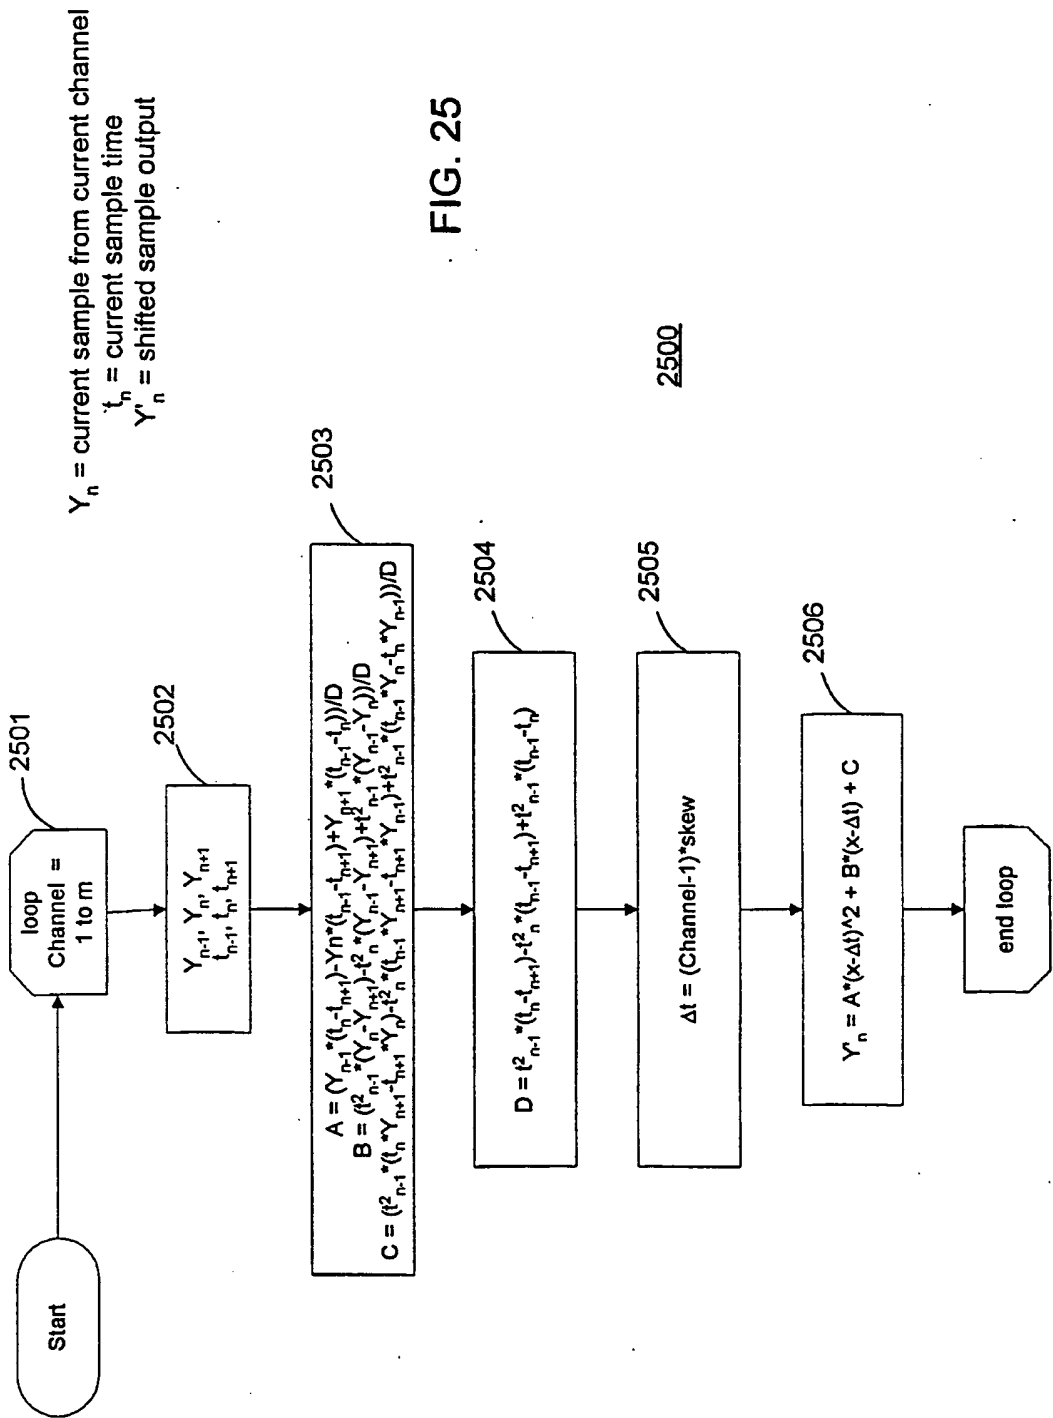 Yₙ = current sample from current channel
tₙ = current sample time
Y'ₙ = shifted sample output
FIG. 25
2500
Start
2501
loop
Channel =
1 to m
2502
Yₙ₋₁, Yₙ, Yₙ₊₁
tₙ₋₁, tₙ, tₙ₊₁
2503
A = (Yₙ₋₁*(tₙ-tₙ₊₁)-Yn*(tₙ₋₁-tₙ₊₁)+Yₙ₊₁*(tₙ₋₁-tₙ))/D
B = (t²ₙ₋₁*(Yₙ-Yₙ₊₁)-t²ₙ*(Yₙ₋₁-Yₙ₊₁)+t²ₙ₋₁*(Yₙ₋₁-Yₙ))/D
C = (t²ₙ₋₁*(tₙ*Yₙ₊₁-tₙ₊₁*Yₙ)-t²ₙ*(tₙ₋₁*Yₙ₊₁-tₙ₊₁*Yₙ₋₁)+t²ₙ₋₁*(tₙ₋₁*Yₙ-tₙ*Yₙ₋₁))/D
2504
D = t²ₙ₋₁*(tₙ-tₙ₊₁)-t²ₙ*(tₙ₋₁-tₙ₊₁)+t²ₙ₋₁*(tₙ₋₁-tₙ)
2505
Δt = (Channel-1)*skew
2506
Y'ₙ = A*(x-Δt)^2 + B*(x-Δt) + C
end loop